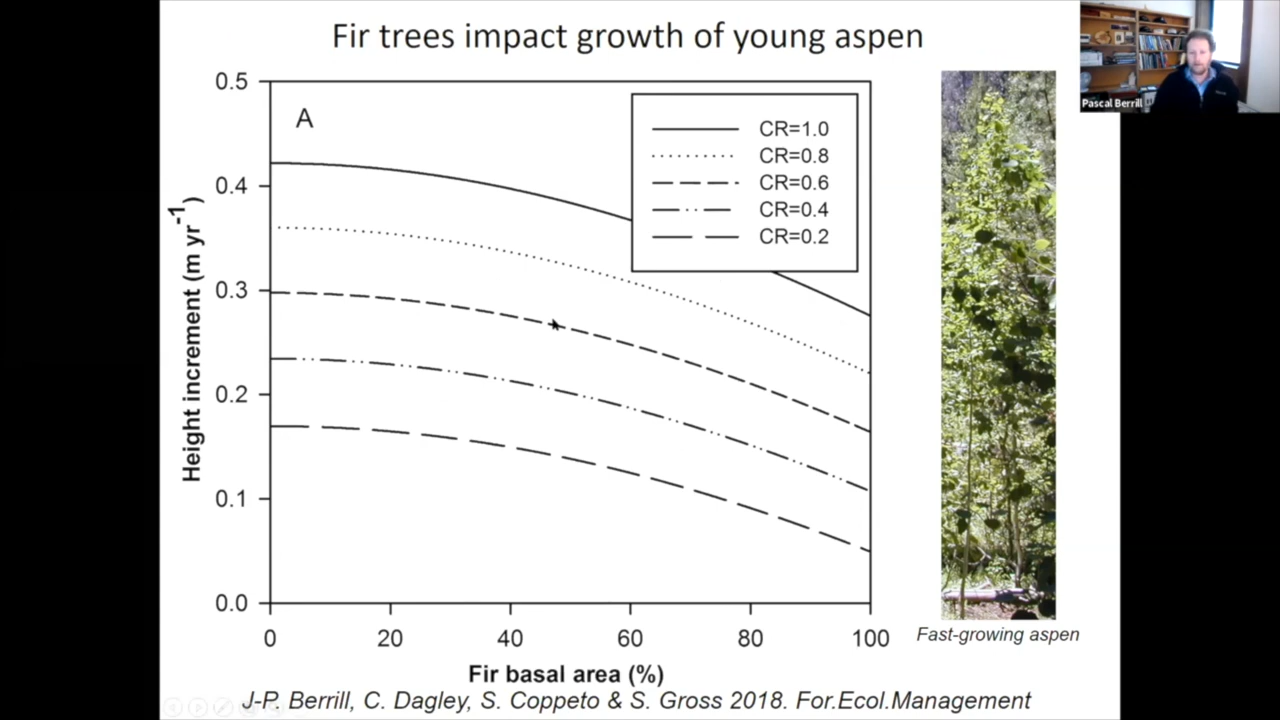 Fir trees impact growth of young aspen
Pascal Berrill
A
CR=1.0
CR=0.8
CR=0.6
CR=0.4
CR=0.2
Height increment (m yr-1)
0.5
0.4
0.3
0.2
0.1
0.0
0 20 40 60 80 100
Fir basal area (%)
Fast-growing aspen
J-P. Berrill, C. Dagley, S. Coppeto & S. Gross 2018. For.Ecol.Management